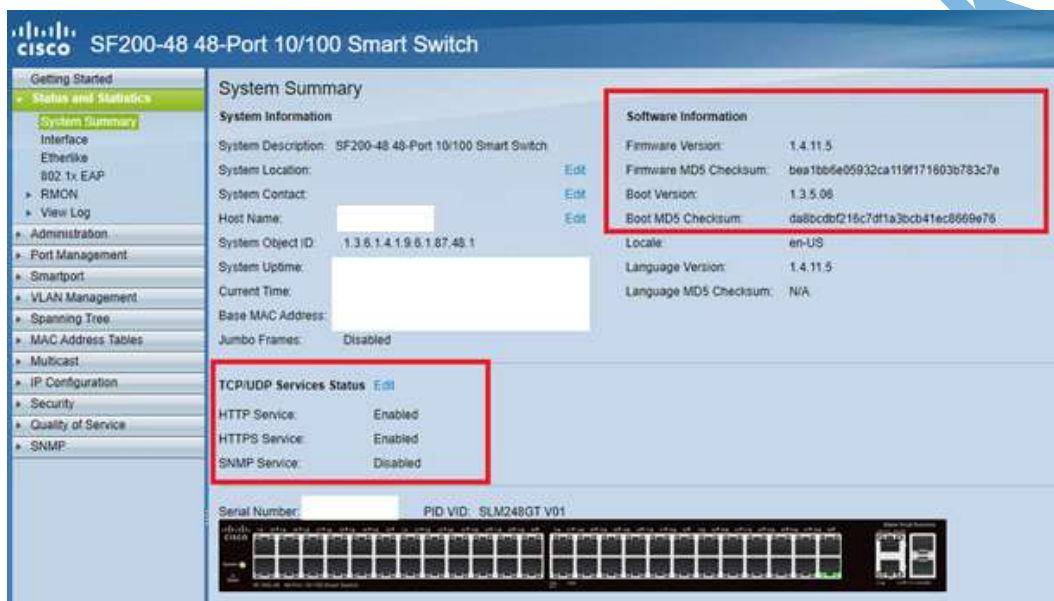 CISCO SF200-48 48-Port 10/100 Smart Switch
Getting Started
Status and Statistics
System Summary
Interface
Etherlike
802.1x EAP
RMON
View Log
Administration
Port Management
Smartport
VLAN Management
Spanning Tree
MAC Address Tables
Multicast
IP Configuration
Security
Quality of Service
SNMP
System Summary
System Information
System Description: SF200-48 48-Port 10/100 Smart Switch
System Location: Edit
System Contact: Edit
Host Name: Edit
System Object ID: 1.3.6.1.4.1.9.6.1.87.48.1
System Uptime:
Current Time:
Base MAC Address:
Jumbo Frames: Disabled
Software Information
Firmware Version: 1.4.11.5
Firmware MD5 Checksum: bea1bb6e05932ca119f171603b783c7e
Boot Version: 1.3.5.06
Boot MD5 Checksum: da8bcdbf216c7df1a3bcb41ec8669e76
Locale: en-US
Language Version: 1.4.11.5
Language MD5 Checksum: N/A
TCP/UDP Services Status Edit
HTTP Service: Enabled
HTTPS Service: Enabled
SNMP Service: Disabled
Serial Number: PID VID: SLM248GT V01
CISCO